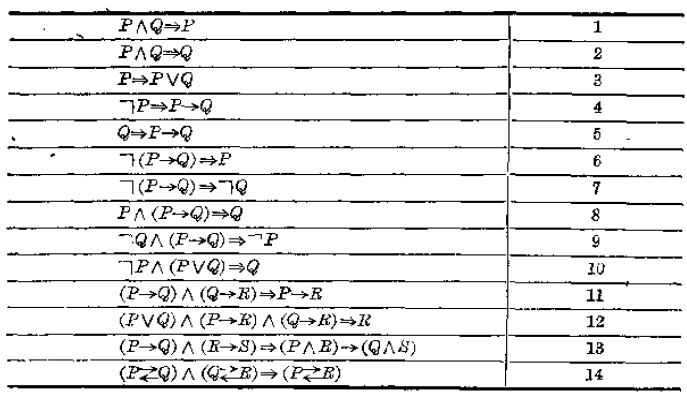 P∧Q⇒P 1
P∧Q⇒Q 2
P⇒P∨Q 3
¬P⇒P→Q 4
Q⇒P→Q 5
¬(P→Q)⇒P 6
¬(P→Q)⇒¬Q 7
P∧(P→Q)⇒Q 8
¬Q∧(P→Q)⇒¬P 9
¬P∧(P∨Q)⇒Q 10
(P→Q)∧(Q→R)⇒P→R 11
(P∨Q)∧(P→R)∧(Q→R)⇒R 12
(P→Q)∧(R→S)⇒(P∧R)→(Q∧S) 13
(P⇄Q)∧(Q⇄R)⇒(P⇄R) 14